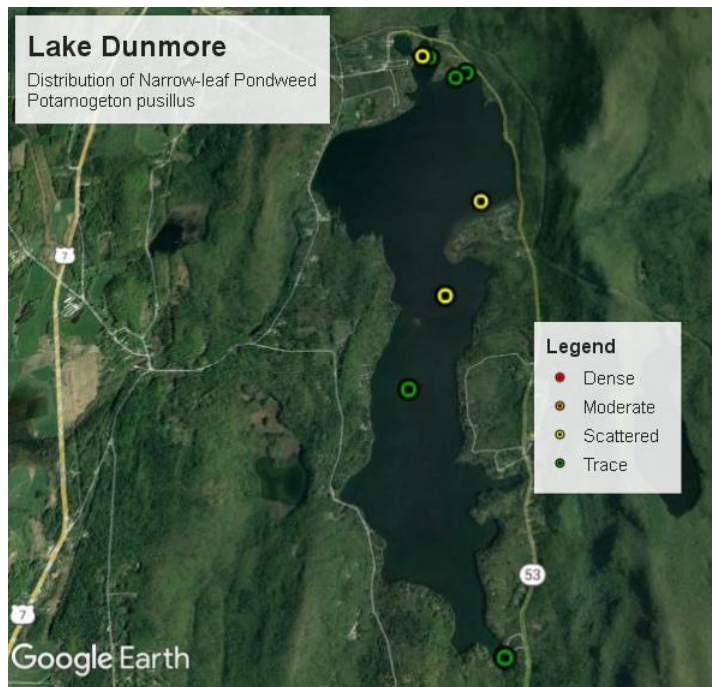 Lake Dunmore
Distribution of Narrow-leaf Pondweed
Potamogeton pusillus
7
Legend
Dense
Moderate
Scattered
Trace
53
7
Google Earth